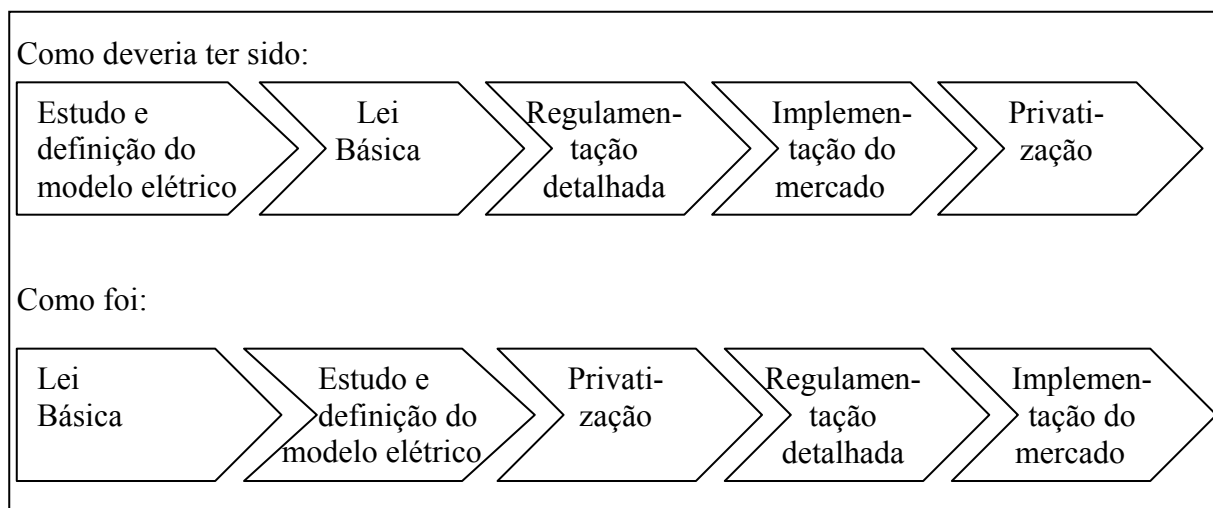 Como deveria ter sido:
Estudo e
definição do
modelo elétrico
Lei
Básica
Regulamen-
tação
detalhada
Implemen-
tação do
mercado
Privati-
zação
Como foi:
Lei
Básica
Estudo e
definição do
modelo elétrico
Privati-
zação
Regulamen-
tação
detalhada
Implemen-
tação do
mercado